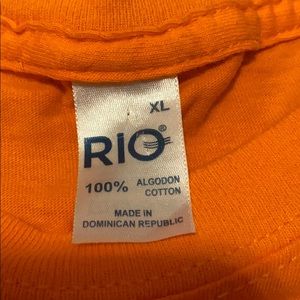 XL
RiO®
100% ALGODON
COTTON
MADE IN
DOMINICAN REPUBLIC